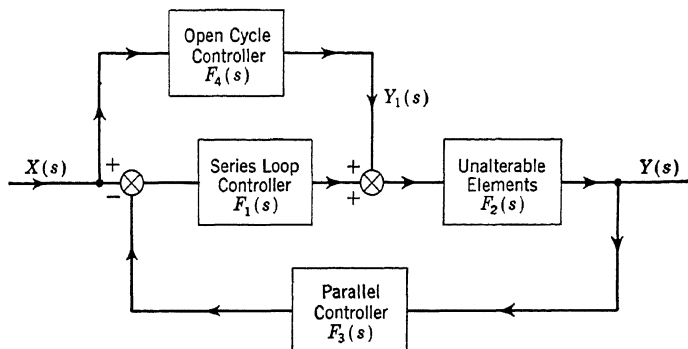 Open Cycle
Controller
F₄(s)
Y₁(s)
X(s)
+
−
Series Loop
Controller
F₁(s)
+
+
Unalterable
Elements
F₂(s)
Y(s)
Parallel
Controller
F₃(s)